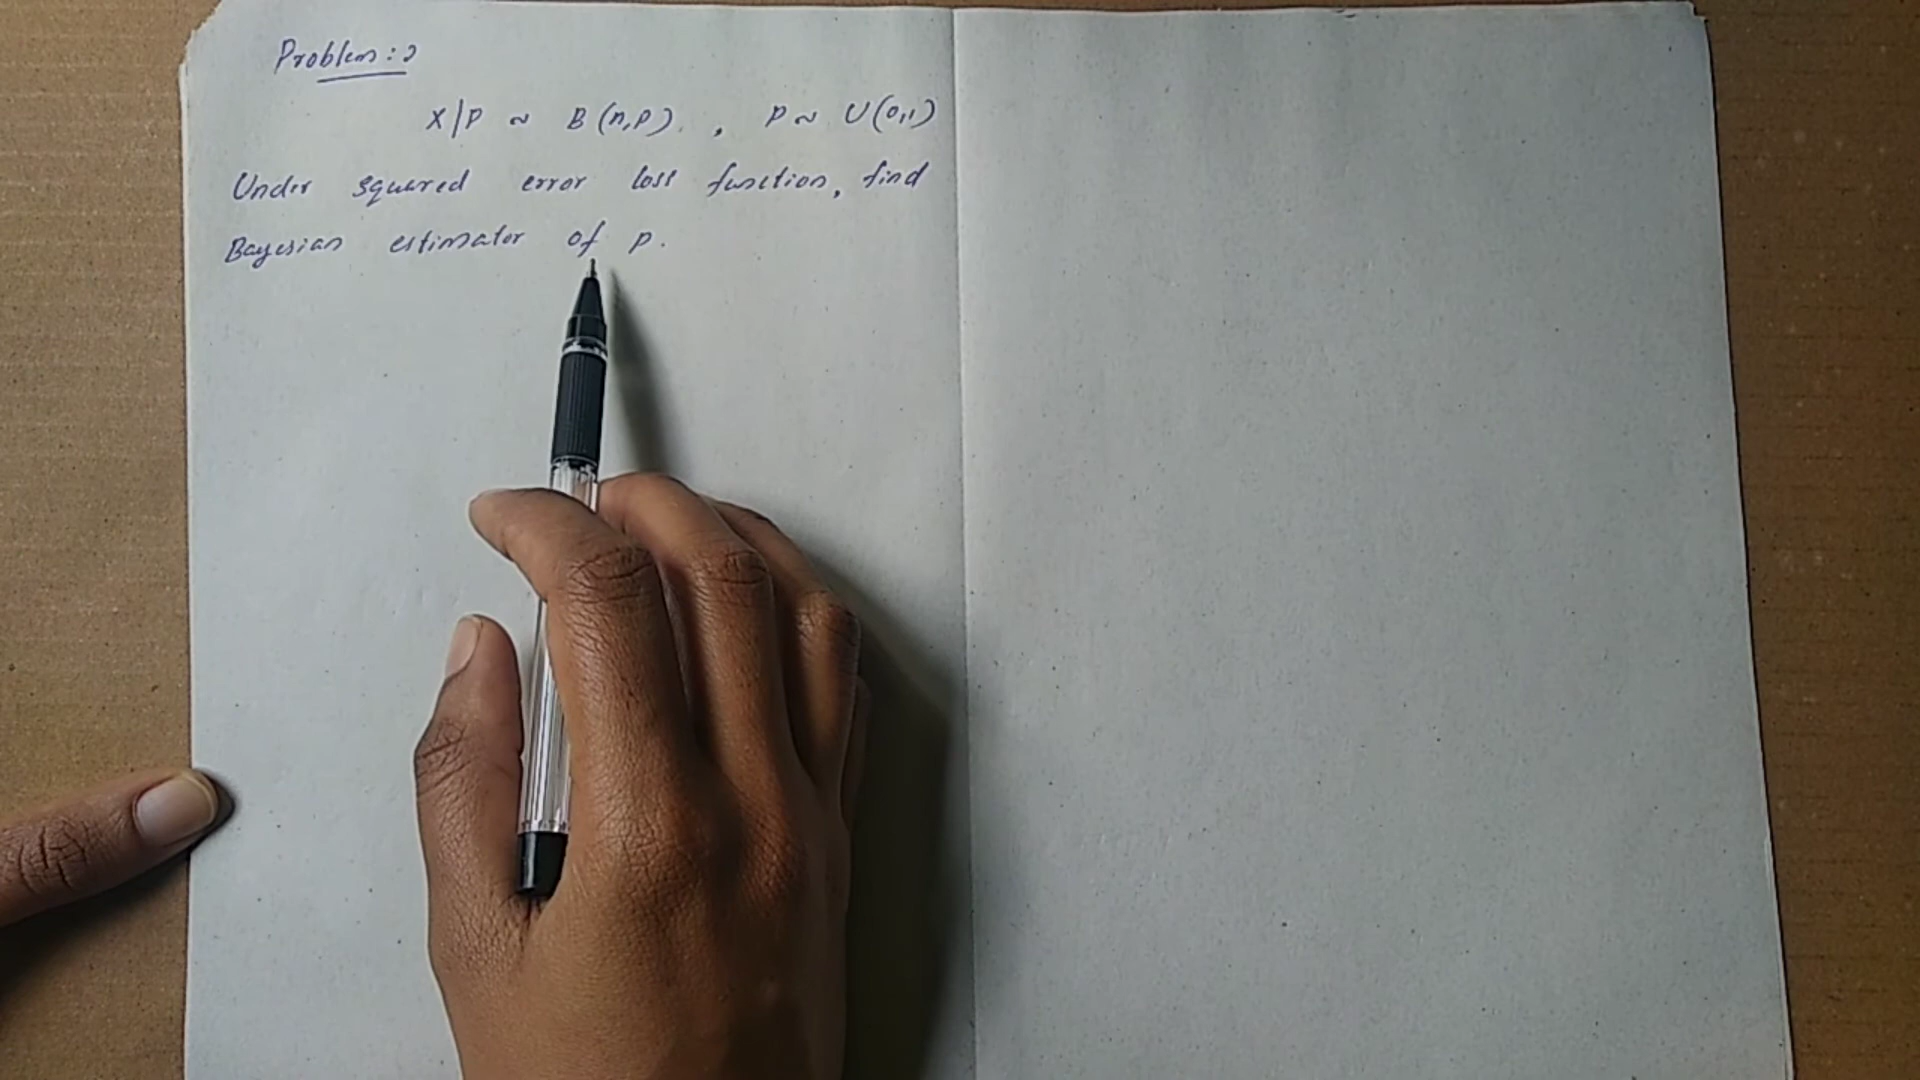 Problem: 2
X|P ~ B(n,p). , P ~ U(0,1)
Under squared error loss function, find
Bayesian estimator of p.